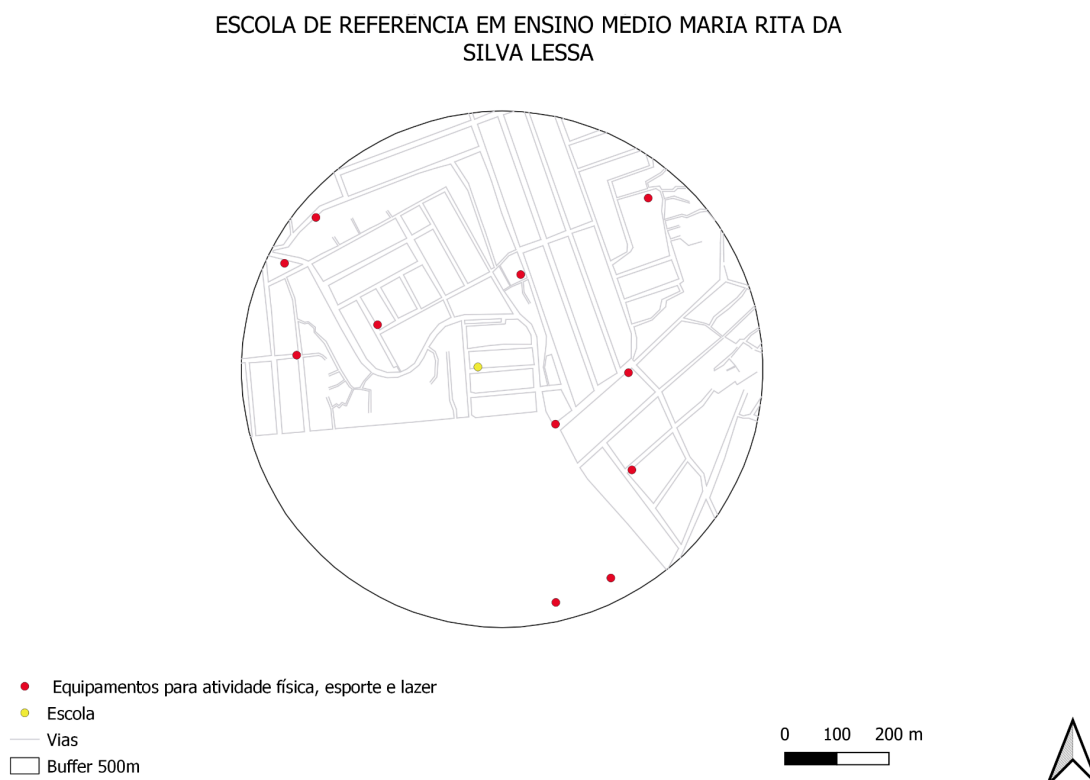 ESCOLA DE REFERENCIA EM ENSINO MEDIO MARIA RITA DA
SILVA LESSA
Equipamentos para atividade física, esporte e lazer
Escola
Vias
Buffer 500m
0 100 200 m